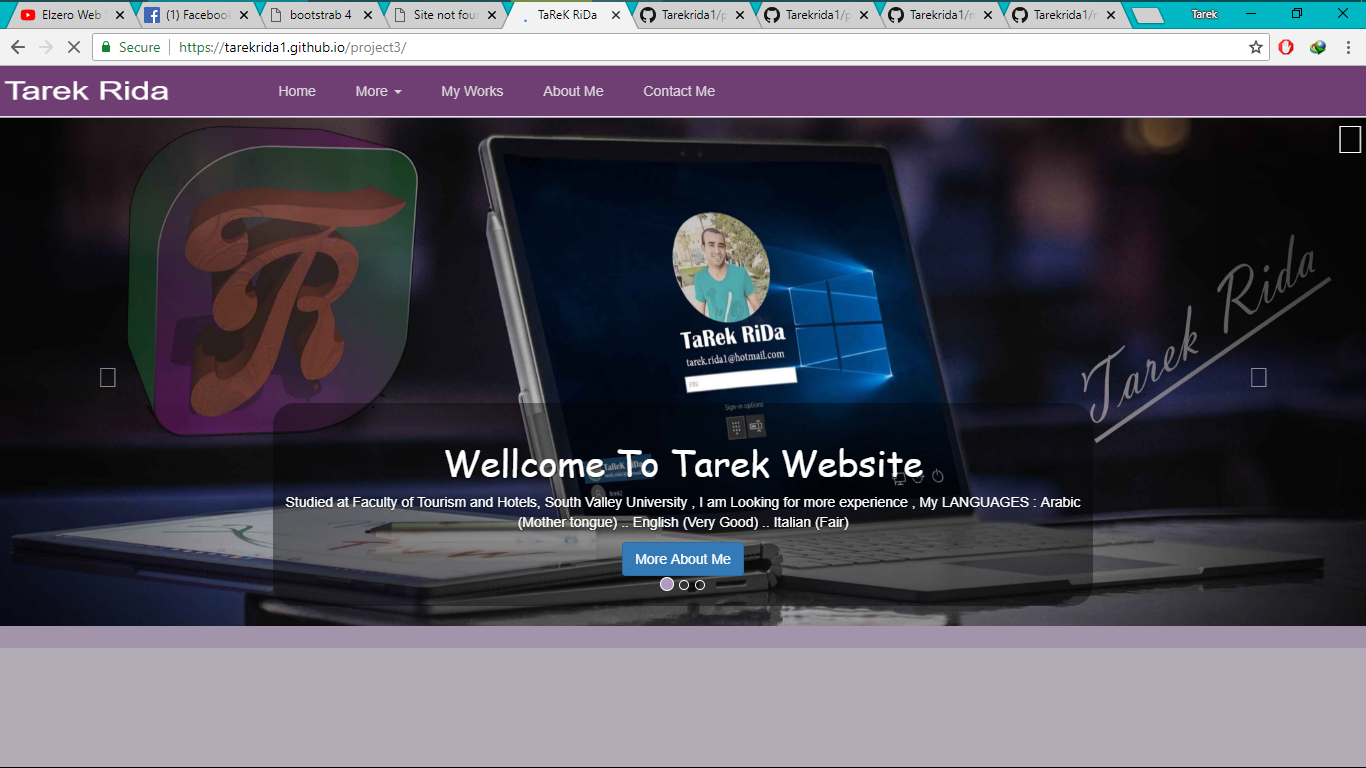 Elzero Web
(1) Facebook
bootstrab 4
Site not fou
TaReK RiDa
Tarekrida1/p
Tarekrida1/p
Tarekrida1/n
Tarekrida1/n
Tarek
Secure
https://tarekrida1.github.io/project3/
Tarek Rida
Home
More
My Works
About Me
Contact Me
TR
TaRek RiDa
tarek.rida1@hotmail.com
PIN
Sign-in options
Tarek Rida
Wellcome To Tarek Website
Studied at Faculty of Tourism and Hotels, South Valley University , I am Looking for more experience , My LANGUAGES : Arabic
(Mother tongue) .. English (Very Good) .. Italian (Fair)
More About Me